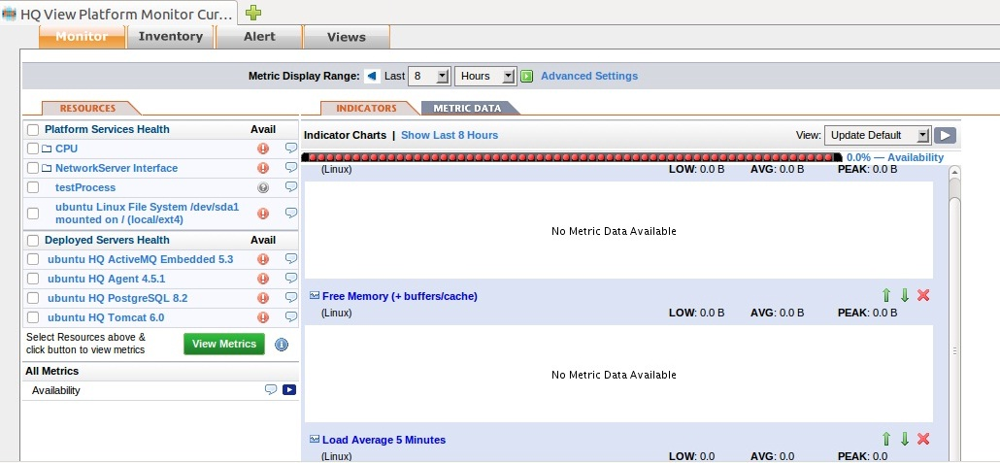 HQ View Platform Monitor Cur...
Monitor Inventory Alert Views
Metric Display Range: Last 8 Hours Advanced Settings
RESOURCES
Platform Services Health Avail
CPU
NetworkServer Interface
testProcess
ubuntu Linux File System /dev/sda1
mounted on / (local/ext4)
Deployed Servers Health Avail
ubuntu HQ ActiveMQ Embedded 5.3
ubuntu HQ Agent 4.5.1
ubuntu HQ PostgreSQL 8.2
ubuntu HQ Tomcat 6.0
Select Resources above &
click button to view metrics
View Metrics
All Metrics
Availability
INDICATORS METRIC DATA
Indicator Charts | Show Last 8 Hours View: Update Default
0.0% — Availability
(Linux) LOW: 0.0 B AVG: 0.0 B PEAK: 0.0 B
No Metric Data Available
Free Memory (+ buffers/cache)
(Linux) LOW: 0.0 B AVG: 0.0 B PEAK: 0.0 B
No Metric Data Available
Load Average 5 Minutes
(Linux) LOW: 0.0 AVG: 0.0 PEAK: 0.0